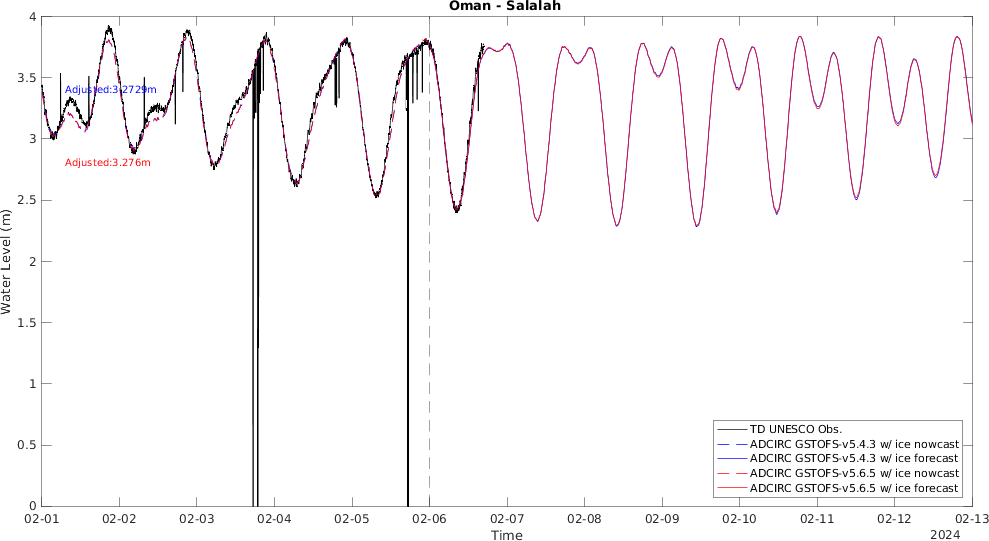 Oman - Salalah
4
3.5
3
2.5
2
1.5
1
0.5
0
Water Level (m)
Adjusted:3.2729m
Adjusted:3.276m
TD UNESCO Obs.
ADCIRC GSTOFS-v5.4.3 w/ ice nowcast
ADCIRC GSTOFS-v5.4.3 w/ ice forecast
ADCIRC GSTOFS-v5.6.5 w/ ice nowcast
ADCIRC GSTOFS-v5.6.5 w/ ice forecast
02-01 02-02 02-03 02-04 02-05 02-06 02-07 02-08 02-09 02-10 02-11 02-12 02-13
Time
2024